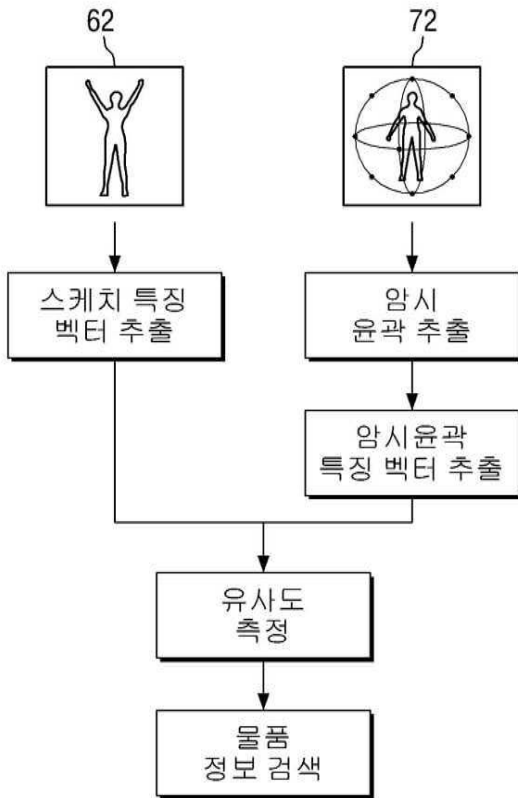 62
72
스케치 특징
벡터 추출
암시
윤곽 추출
암시윤곽
특징 벡터 추출
유사도
측정
물품
정보 검색